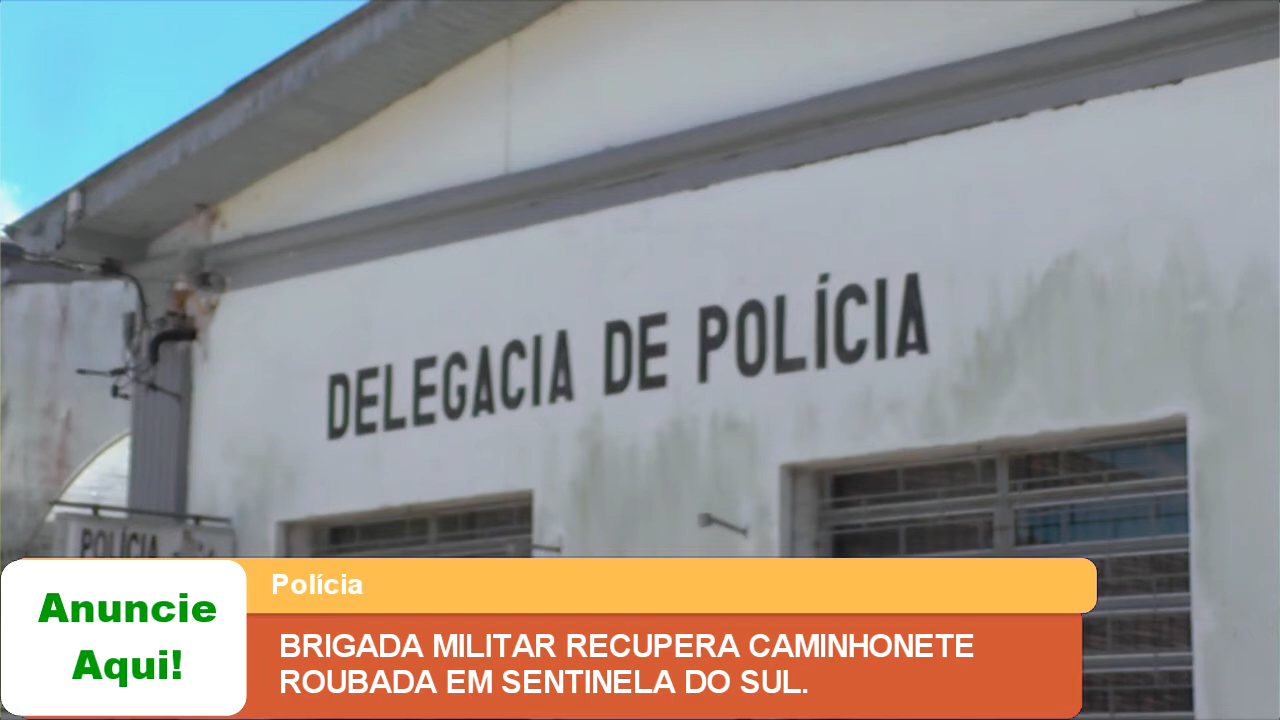 DELEGACIA DE POLÍCIA
POLÍCIA
Anuncie
Aqui!
Polícia
BRIGADA MILITAR RECUPERA CAMINHONETE
ROUBADA EM SENTINELA DO SUL.